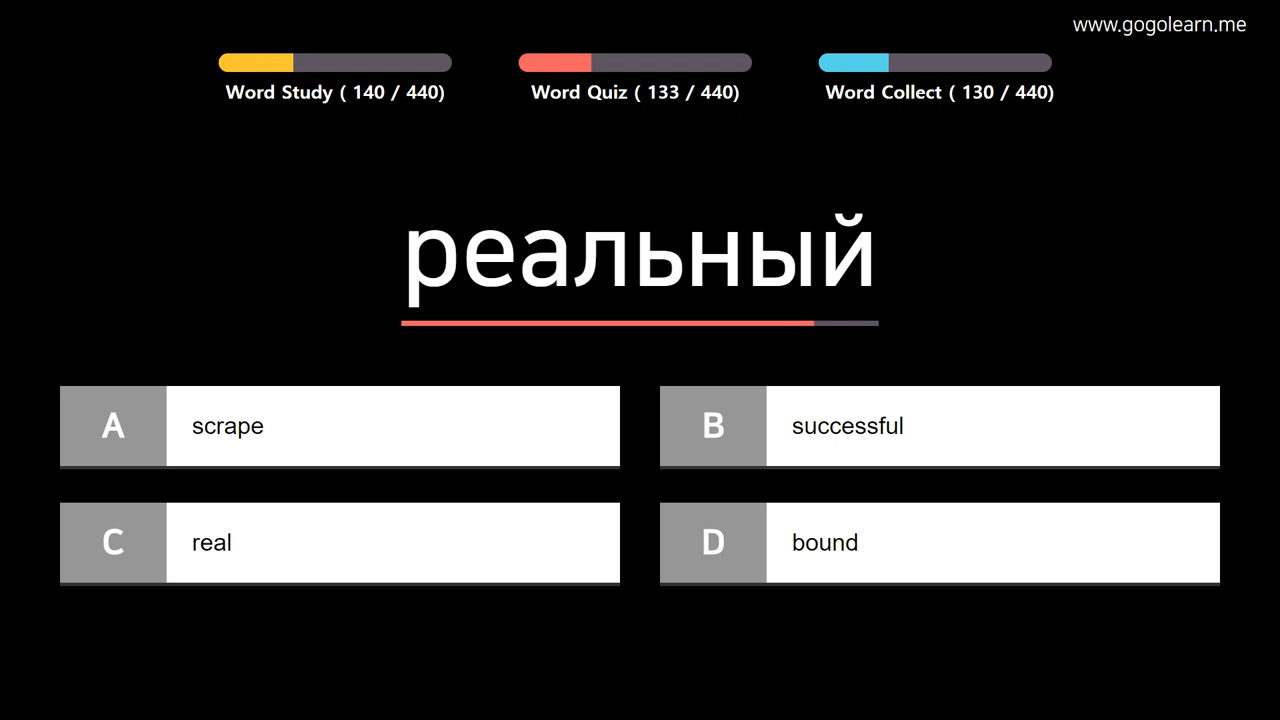 www.gogolearn.me
Word Study ( 140 / 440)
Word Quiz ( 133 / 440)
Word Collect ( 130 / 440)
реальный
A scrape
B successful
C real
D bound